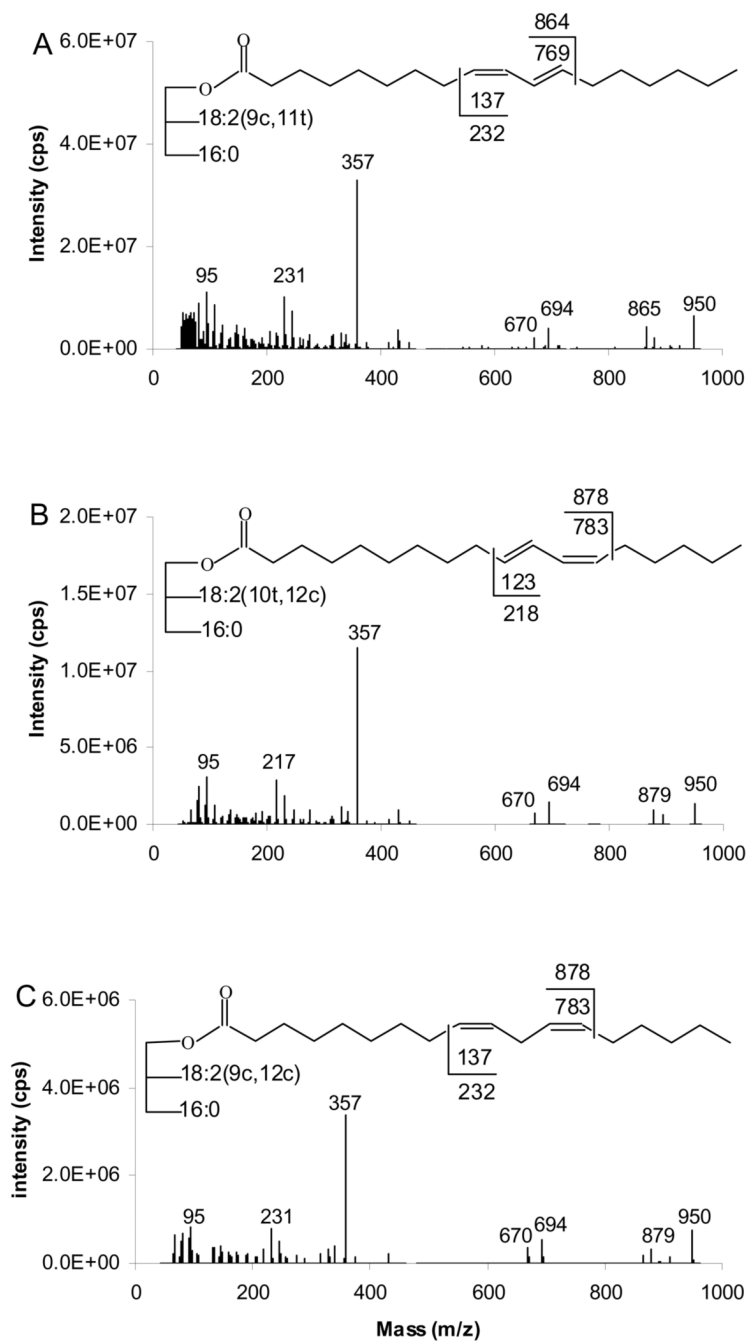 A
6.0E+07
4.0E+07
2.0E+07
0.0E+00
Intensity (cps)
O
O
18:2(9c,11t)
16:0
864
769
137
232
95
231
357
670
694
865
950
0 200 400 600 800 1000
B
2.0E+07
1.5E+07
1.0E+07
5.0E+06
0.0E+00
Intensity (cps)
O
O
18:2(10t,12c)
16:0
878
783
123
218
95
217
357
670
694
879
950
0 200 400 600 800 1000
C
6.0E+06
4.0E+06
2.0E+06
0.0E+00
intensity (cps)
O
O
18:2(9c,12c)
16:0
878
783
137
232
95
231
357
670
694
879
950
0 200 400 600 800 1000
Mass (m/z)